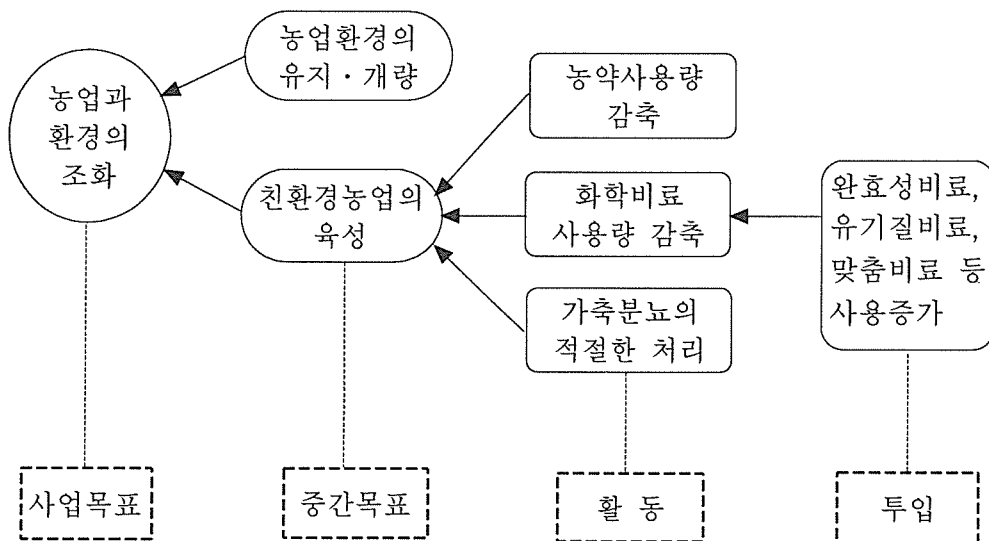 농업환경의
유지·개량
농업과
환경의
조화
친환경농업의
육성
농약사용량
감축
화학비료
사용량 감축
가축분뇨의
적절한 처리
완효성비료,
유기질비료,
맞춤비료 등
사용증가
사업목표
중간목표
활 동
투입